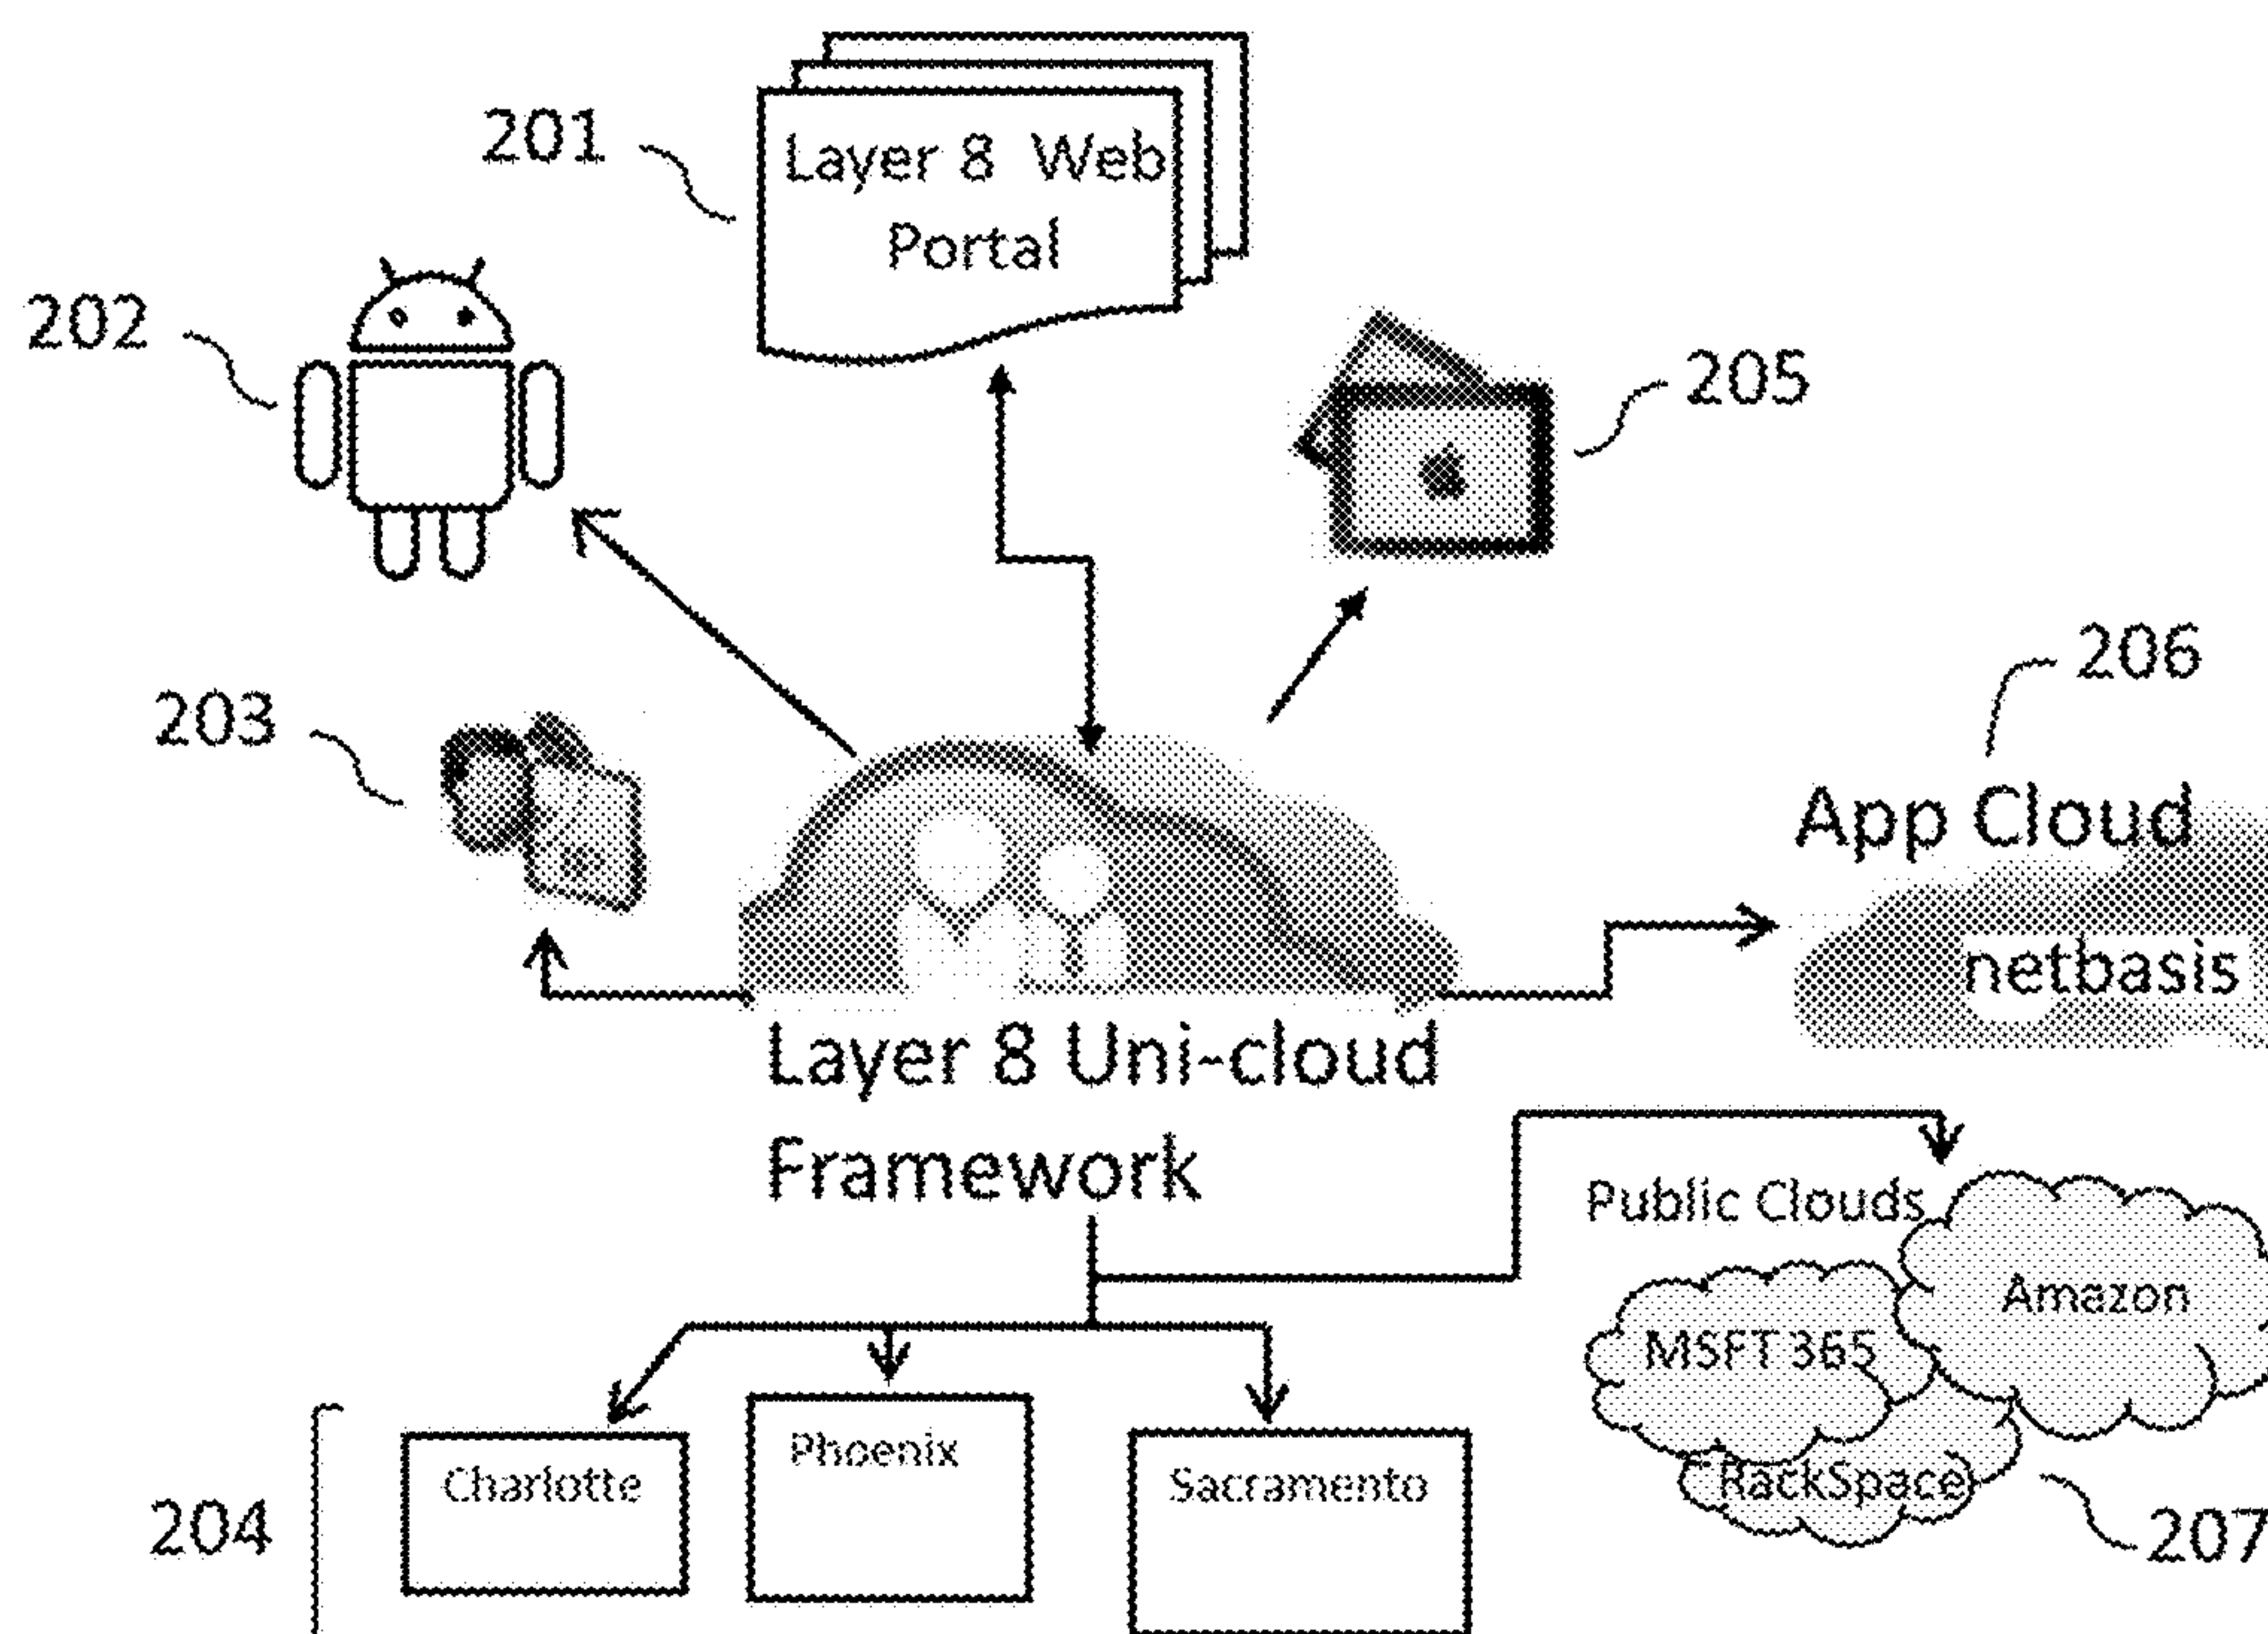 201
Layer 8 Web
Portal
202
205
203
206
App Cloud
netbasis
Layer 8 Uni-cloud
Framework
Public Clouds
Amazon
MSFT 365
RackSpace
Charlotte
Phoenix
Sacramento
204
207